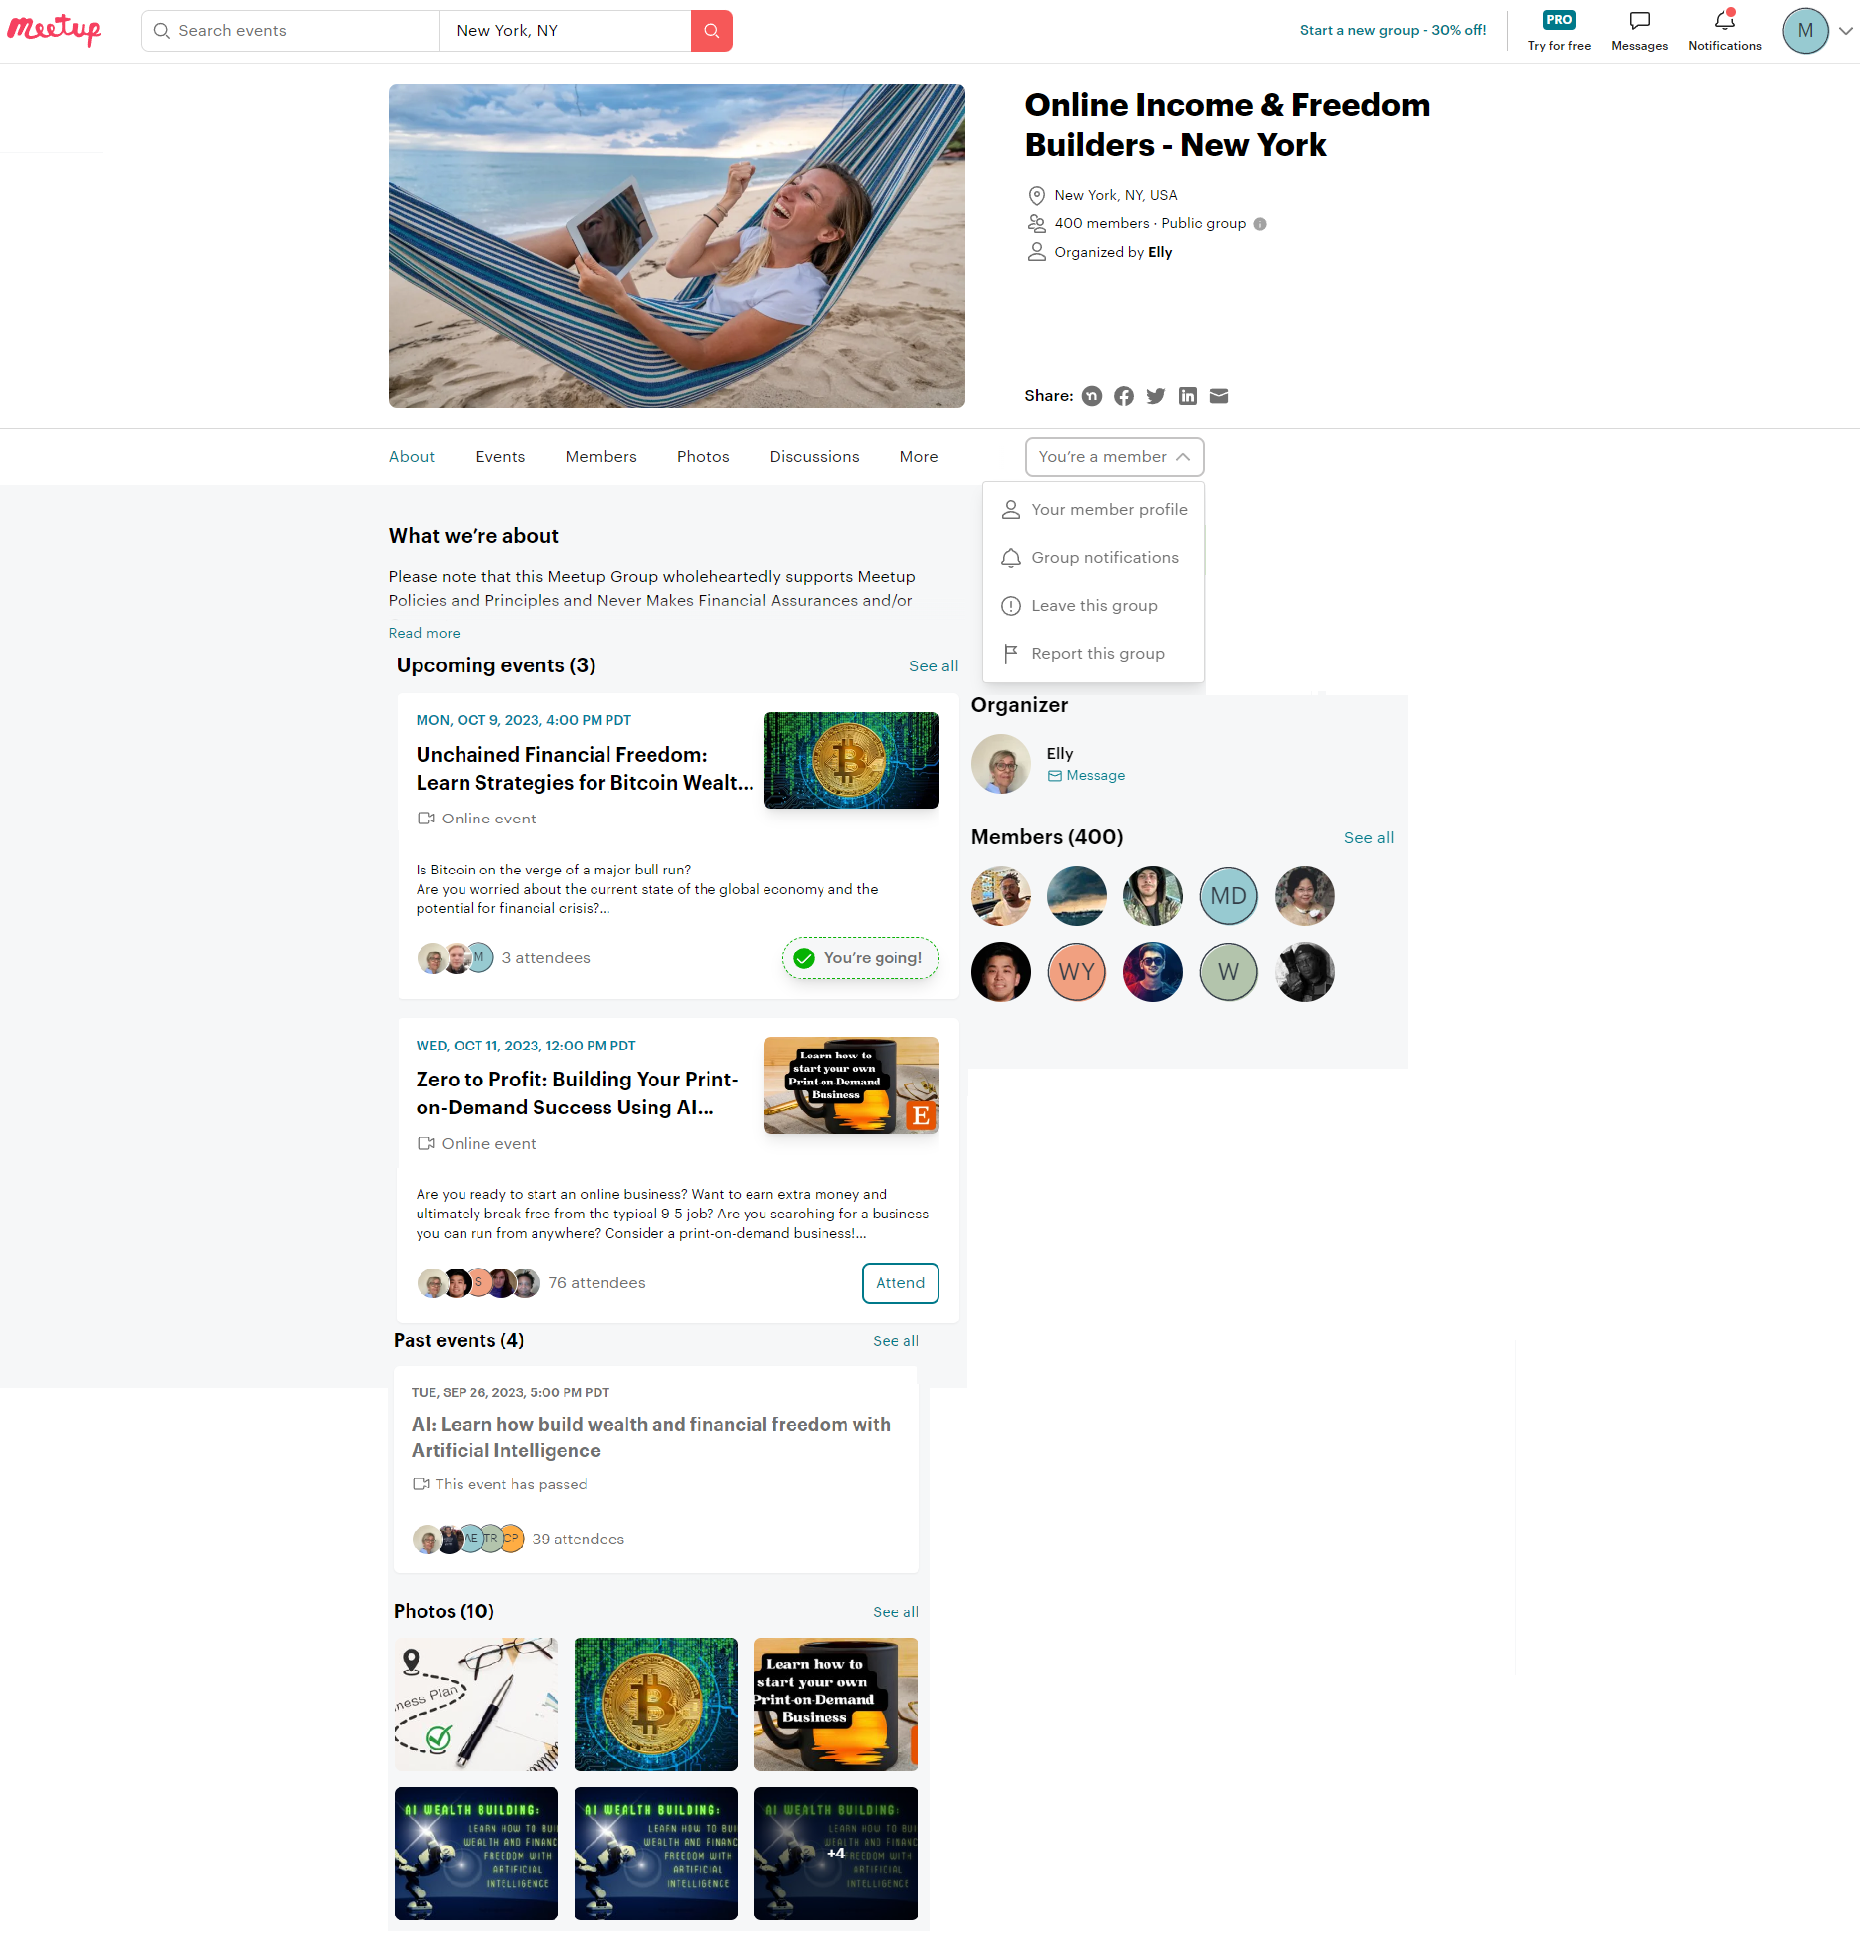 Meetup
Search events
New York, NY
Start a new group - 30% off!
PRO
Try for free
Messages
Notifications
M
Online Income & Freedom
Builders - New York
New York, NY, USA
400 members · Public group
Organized by Elly
Share:
About
Events
Members
Photos
Discussions
More
You're a member
Your member profile
Group notifications
Leave this group
Report this group
What we're about
Please note that this Meetup Group wholeheartedly supports Meetup
Policies and Principles and Never Makes Financial Assurances and/or
Read more
Upcoming events (3)
See all
MON, OCT 9, 2023, 4:00 PM PDT
Unchained Financial Freedom:
Learn Strategies for Bitcoin Wealt...
Online event
Is Bitcoin on the verge of a major bull run?
Are you worried about the current state of the global economy and the
potential for financial crisis?...
M
3 attendees
You're going!
Organizer
Elly
Message
Members (400)
See all
MD
WY
W
WED, OCT 11, 2023, 12:00 PM PDT
Zero to Profit: Building Your Print-
on-Demand Success Using AI...
Online event
Learn how to
start your own
Print-on-Demand
Business
E
Are you ready to start an online business? Want to earn extra money and
ultimately break free from the typical 9-5 job? Are you searching for a business
you can run from anywhere? Consider a print-on-demand business!...
S
76 attendees
Attend
Past events (4)
See all
TUE, SEP 26, 2023, 5:00 PM PDT
AI: Learn how build wealth and financial freedom with
Artificial Intelligence
This event has passed
AE
TR
CP
39 attendees
Photos (10)
See all
ness Plan
Learn how to
start your own
Print-on-Demand
Business
AI WEALTH BUILDING:
LEARN HOW TO BUI
WEALTH AND FINANC
FREEDOM WITH
ARTIFICIAL
INTELLIGENCE
AI WEALTH BUILDING:
LEARN HOW TO BUI
WEALTH AND FINANC
FREEDOM WITH
ARTIFICIAL
INTELLIGENCE
AI WEALTH BUILDING:
LEARN HOW TO BUI
WEALTH AND FINANC
+4
FREEDOM WITH
ARTIFICIAL
INTELLIGENCE